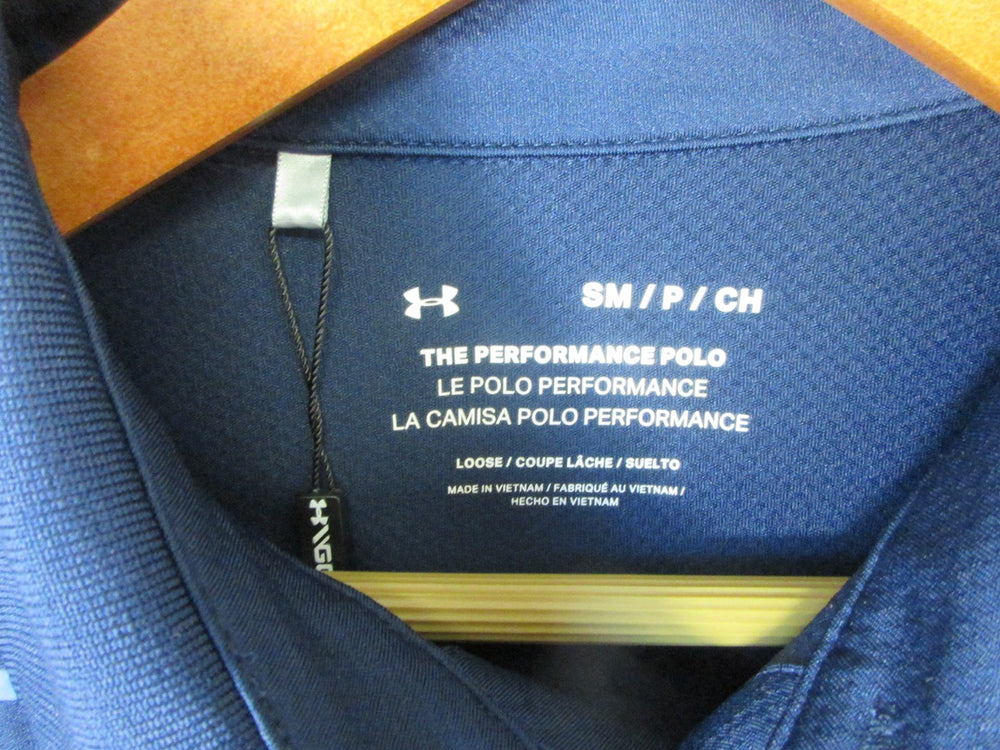 SM / P / CH
THE PERFORMANCE POLO
LE POLO PERFORMANCE
LA CAMISA POLO PERFORMANCE
LOOSE / COUPE LÂCHE / SUELTO
MADE IN VIETNAM / FABRIQUÉ AU VIETNAM /
HECHO EN VIETNAM